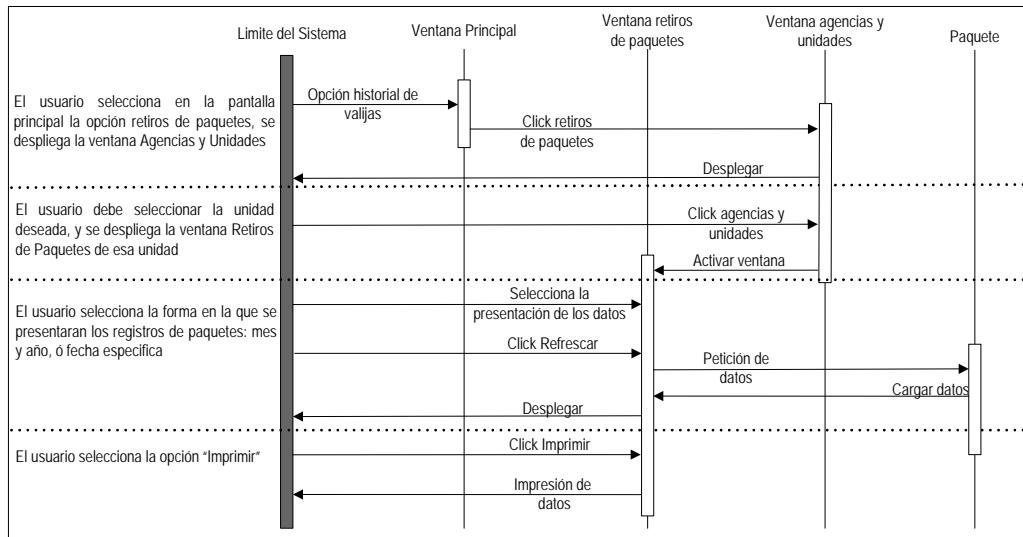 Limite del Sistema
Ventana Principal
Ventana retiros
de paquetes
Ventana agencias y
unidades
Paquete
El usuario selecciona en la pantalla
principal la opción retiros de paquetes, se
despliega la ventana Agencias y Unidades
Opción historial de
valijas
Click retiros
de paquetes
Desplegar
El usuario debe seleccionar la unidad
deseada, y se despliega la ventana Retiros
de Paquetes de esa unidad
Click agencias y
unidades
Activar ventana
El usuario selecciona la forma en la que se
presentaran los registros de paquetes: mes
y año, ó fecha especifica
Selecciona la
presentación de los datos
Click Refrescar
Petición de
datos
Cargar datos
Desplegar
El usuario selecciona la opción “Imprimir”
Click Imprimir
Impresión de
datos